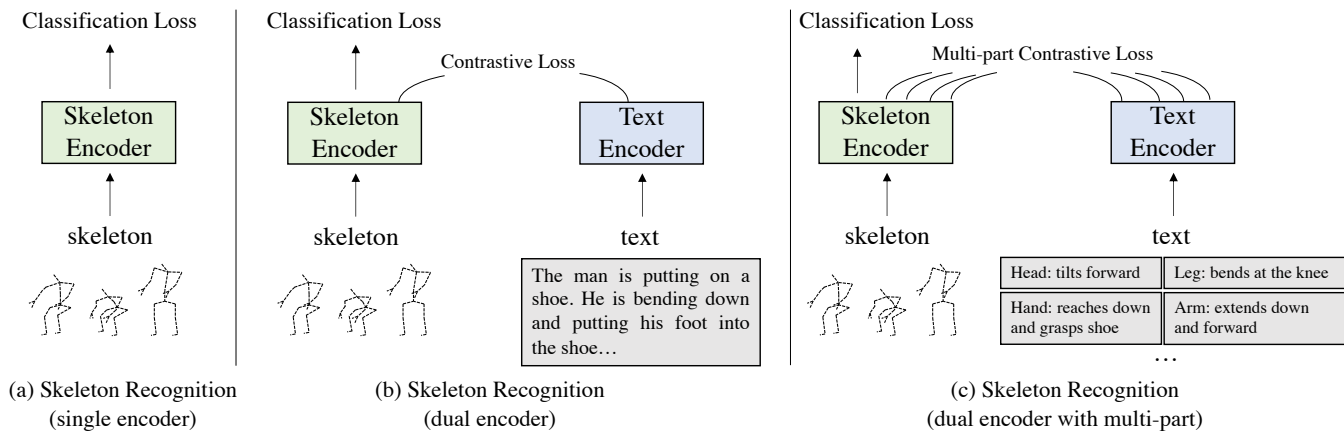 Classification Loss
Skeleton
Encoder
skeleton
(a) Skeleton Recognition
(single encoder)
Classification Loss
Contrastive Loss
Skeleton
Encoder
Text
Encoder
skeleton
text
The man is putting on a
shoe. He is bending down
and putting his foot into
the shoe…
(b) Skeleton Recognition
(dual encoder)
Classification Loss
Multi-part Contrastive Loss
Skeleton
Encoder
Text
Encoder
skeleton
text
Head: tilts forward
Leg: bends at the knee
Hand: reaches down
and grasps shoe
Arm: extends down
and forward
…
(c) Skeleton Recognition
(dual encoder with multi-part)